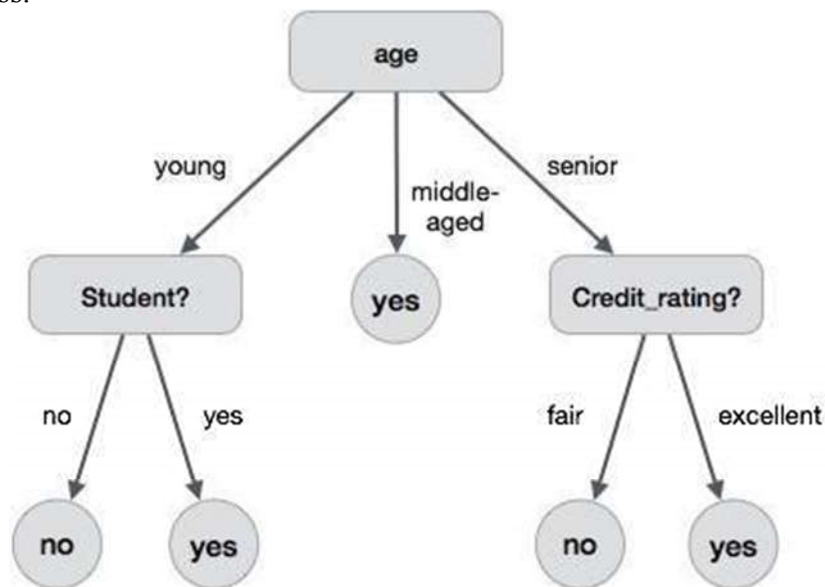 age
young
middle-
aged
senior
Student?
yes
Credit_rating?
no
yes
fair
excellent
no
yes
no
yes